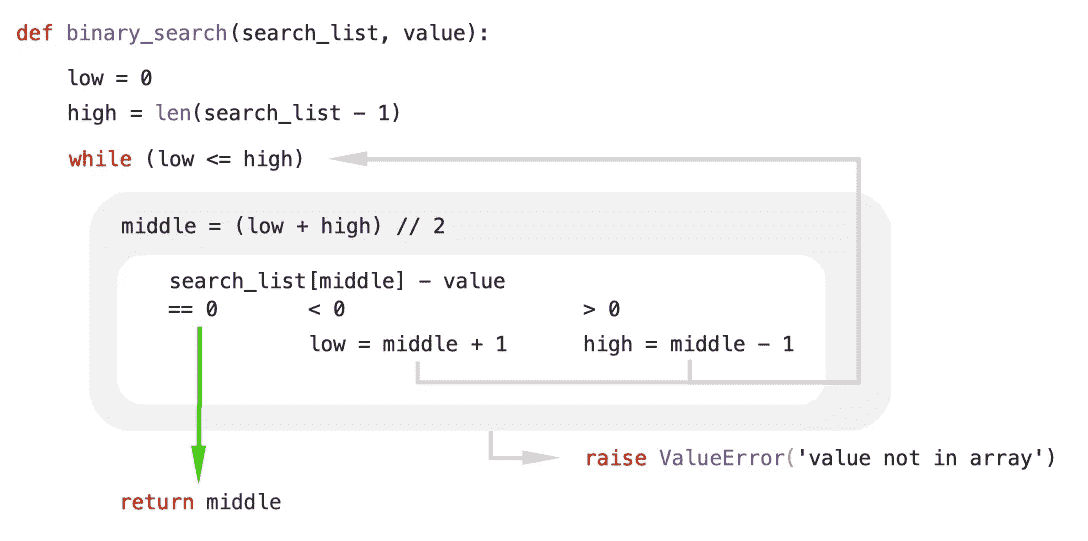 def binary_search(search_list, value):
low = 0
high = len(search_list - 1)
while (low <= high)
middle = (low + high) // 2
search_list[middle] - value
== 0 < 0 > 0
low = middle + 1 high = middle - 1
raise ValueError('value not in array')
return middle